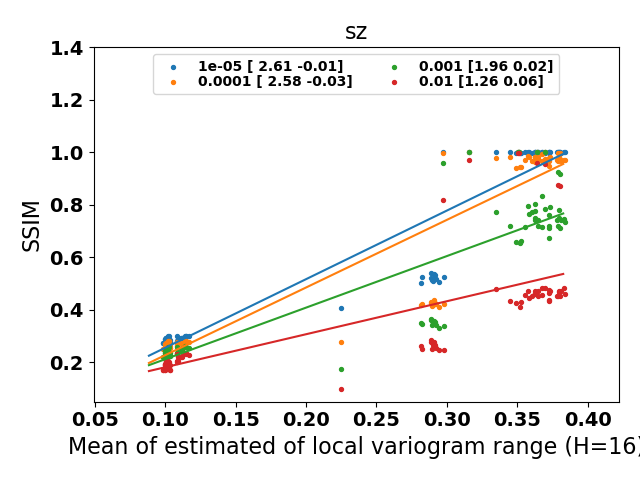 sz
1e-05 [ 2.61 -0.01]
0.0001 [ 2.58 -0.03]
0.001 [1.96 0.02]
0.01 [1.26 0.06]
1.4
1.2
1.0
0.8
0.6
0.4
0.2
SSIM
0.05 0.10 0.15 0.20 0.25 0.30 0.35 0.40
Mean of estimated of local variogram range (H=16)